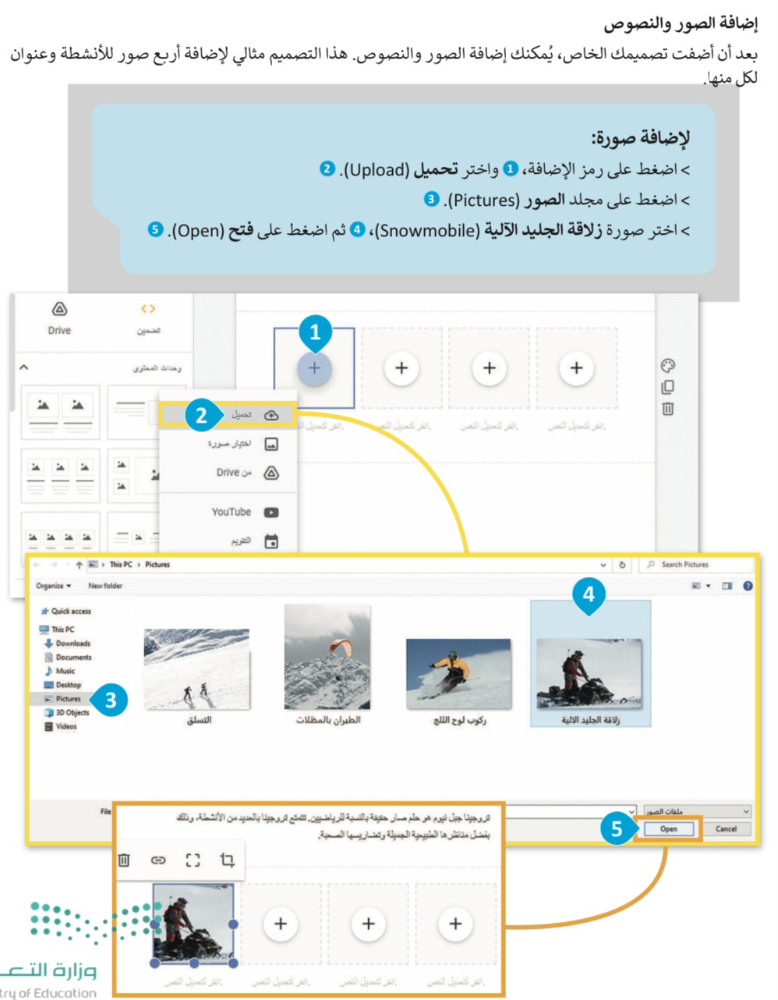 إضافة الصور والنصوص
بعد أن أضفت تصميمك الخاص، يُمكنك إضافة الصور والنصوص. هذا التصميم مثالي لإضافة أربع صور للأنشطة وعنوان
لكل منها.
لإضافة صورة:
> اضغط على رمز الإضافة، 1 واختر تحميل (Upload). 2
> اضغط على مجلد الصور (Pictures). 3
> اختر صورة زلاقة الجليد الآلية (Snowmobile)، 4 ثم اضغط على فتح (Open). 5
تضمين
Drive
وحدات المحتوى
1
2
تحميل
اختيار صورة
من Drive
YouTube
التقويم
انقر لتعديل النص.
انقر لتعديل النص.
انقر لتعديل النص.
This PC > Pictures
Search Pictures
Organize
New folder
Quick access
This PC
Downloads
Documents
Music
Desktop
Pictures
3D Objects
Videos
3
4
زلاقة الجليد الالية
ركوب لوح الثلج
الطيران بالمظلات
التسلق
File
ملفات الصور
5
Open
Cancel
تروجينا جبل نيوم هو حلم صار حقيقة بالنسبة للرياضيين. تتمتع تروجينا بالعديد من الأنشطة، وذلك
بفضل مناظرها الطبيعية الجميلة وتضاريسها الصعبة.
انقر لتعديل النص.
انقر لتعديل النص.
انقر لتعديل النص.
انقر لتعديل النص.
وزارة التعـ
try of Education